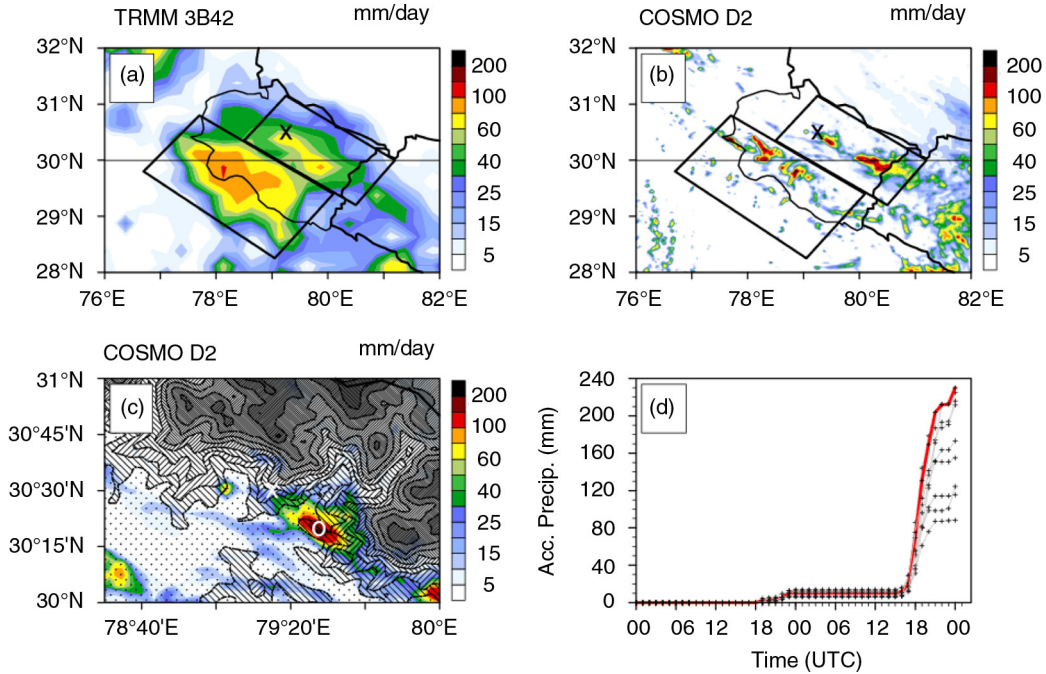 TRMM 3B42 mm/day
32°N
31°N
30°N
29°N
28°N
76°E 78°E 80°E 82°E
(a)
X
200
100
60
40
25
15
5
COSMO D2 mm/day
32°N
31°N
30°N
29°N
28°N
76°E 78°E 80°E 82°E
(b)
X
200
100
60
40
25
15
5
COSMO D2 mm/day
31°N
30°45'N
30°30'N
30°15'N
30°N
78°40'E 79°20'E 80°E
(c)
200
100
60
40
25
15
5
(d)
Acc. Precip. (mm)
240
200
160
120
80
40
0
00 06 12 18 00 06 12 18 00
Time (UTC)